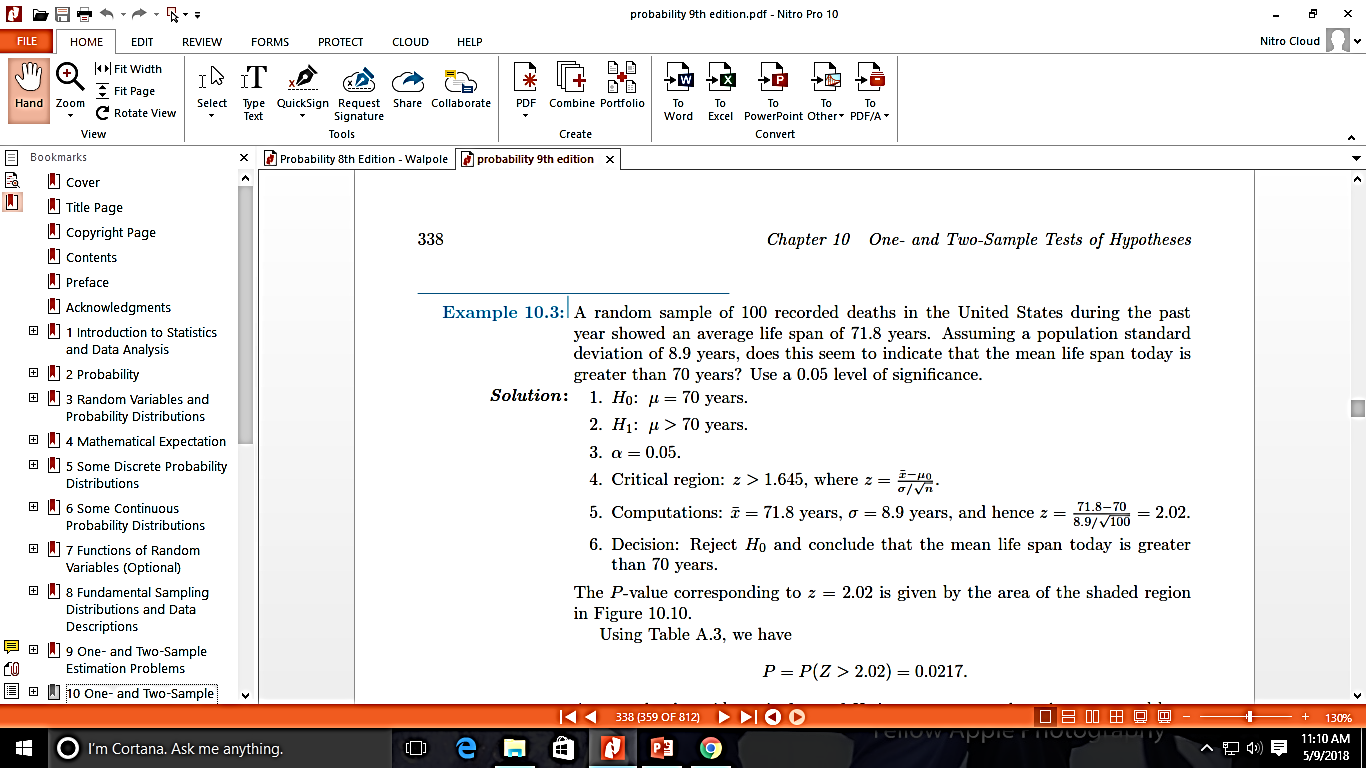 probability 9th edition.pdf - Nitro Pro 10
FILE HOME EDIT REVIEW FORMS PROTECT CLOUD HELP
Nitro Cloud
Hand
Zoom
Fit Width
Fit Page
Rotate View
View
Select
Type Text
QuickSign
Request Signature
Share
Collaborate
Tools
PDF
Combine
Portfolio
Create
To Word
To Excel
To PowerPoint
To Other
To PDF/A
Convert
Bookmarks
Cover
Title Page
Copyright Page
Contents
Preface
Acknowledgments
1 Introduction to Statistics
and Data Analysis
2 Probability
3 Random Variables and
Probability Distributions
4 Mathematical Expectation
5 Some Discrete Probability
Distributions
6 Some Continuous
Probability Distributions
7 Functions of Random
Variables (Optional)
8 Fundamental Sampling
Distributions and Data
Descriptions
9 One- and Two-Sample
Estimation Problems
10 One- and Two-Sample
Probability 8th Edition - Walpole
probability 9th edition
338 Chapter 10 One- and Two-Sample Tests of Hypotheses
Example 10.3: A random sample of 100 recorded deaths in the United States during the past
year showed an average life span of 71.8 years. Assuming a population standard
deviation of 8.9 years, does this seem to indicate that the mean life span today is
greater than 70 years? Use a 0.05 level of significance.
Solution: 1. H₀: μ = 70 years.
2. H₁: μ > 70 years.
3. α = 0.05.
4. Critical region: z > 1.645, where z = (x̄−μ₀)/(σ/√n).
5. Computations: x̄ = 71.8 years, σ = 8.9 years, and hence z = (71.8−70)/(8.9/√100) = 2.02.
6. Decision: Reject H₀ and conclude that the mean life span today is greater
than 70 years.
The P-value corresponding to z = 2.02 is given by the area of the shaded region
in Figure 10.10.
Using Table A.3, we have
P = P(Z > 2.02) = 0.0217.
338 (359 OF 812)
130%
I'm Cortana. Ask me anything.
Yellow Apple Photography
11:10 AM
5/9/2018